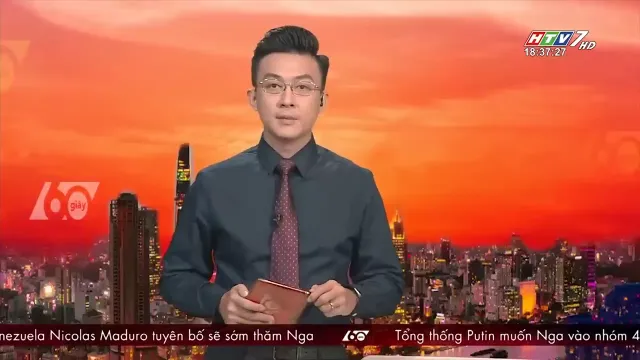 HTV7 HD
18:37:27
60 giây
nezuela Nicolas Maduro tuyên bố sẽ sớm thăm Nga
60
Tổng thống Putin muốn Nga vào nhóm 4